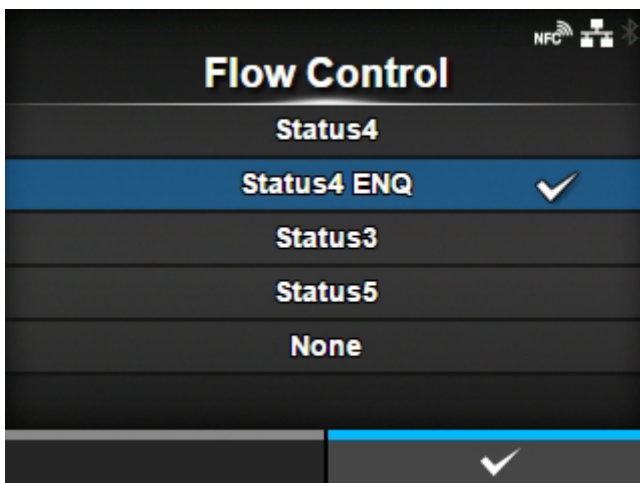 NFC
Flow Control
Status4
Status4 ENQ
Status3
Status5
None